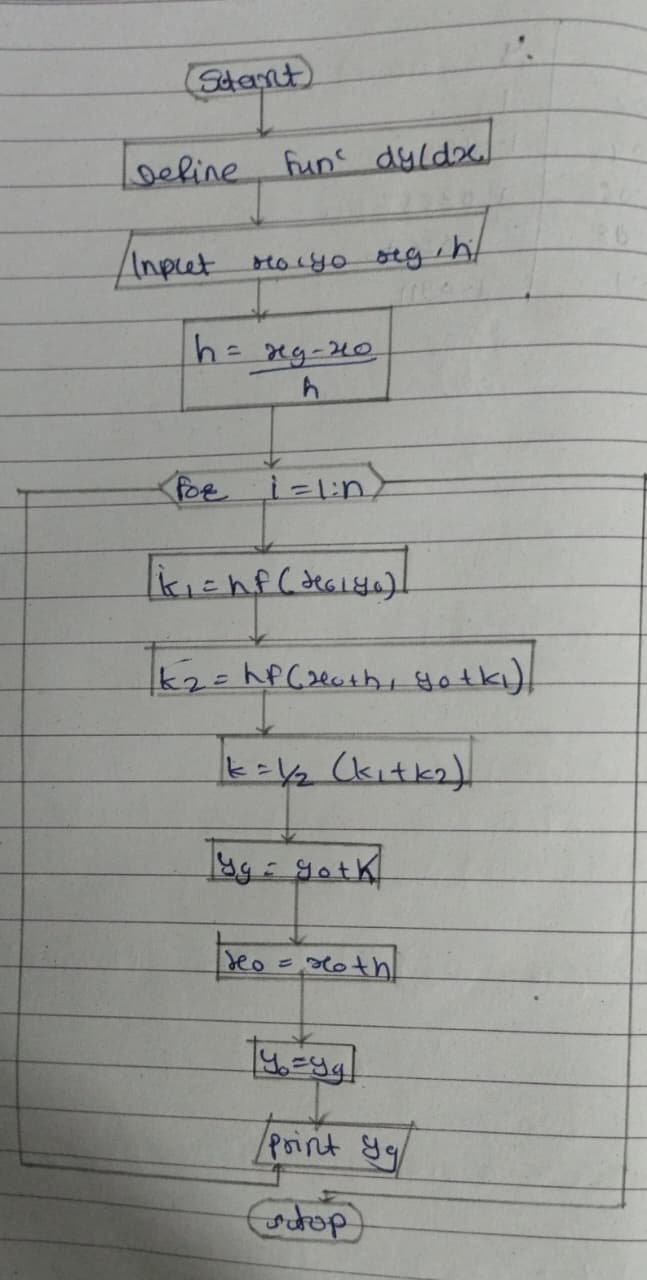 Start
Define func dy/dx
Input x0, y0 xg, h
h = xg-x0
h
for i=1:n
k1=hf(x0,y0)
k2=hf(x0+h, y0+k1)
k=1/2 (k1+k2)
yg = y0+K
x0 = x0+h
y0=yg
print yg
stop